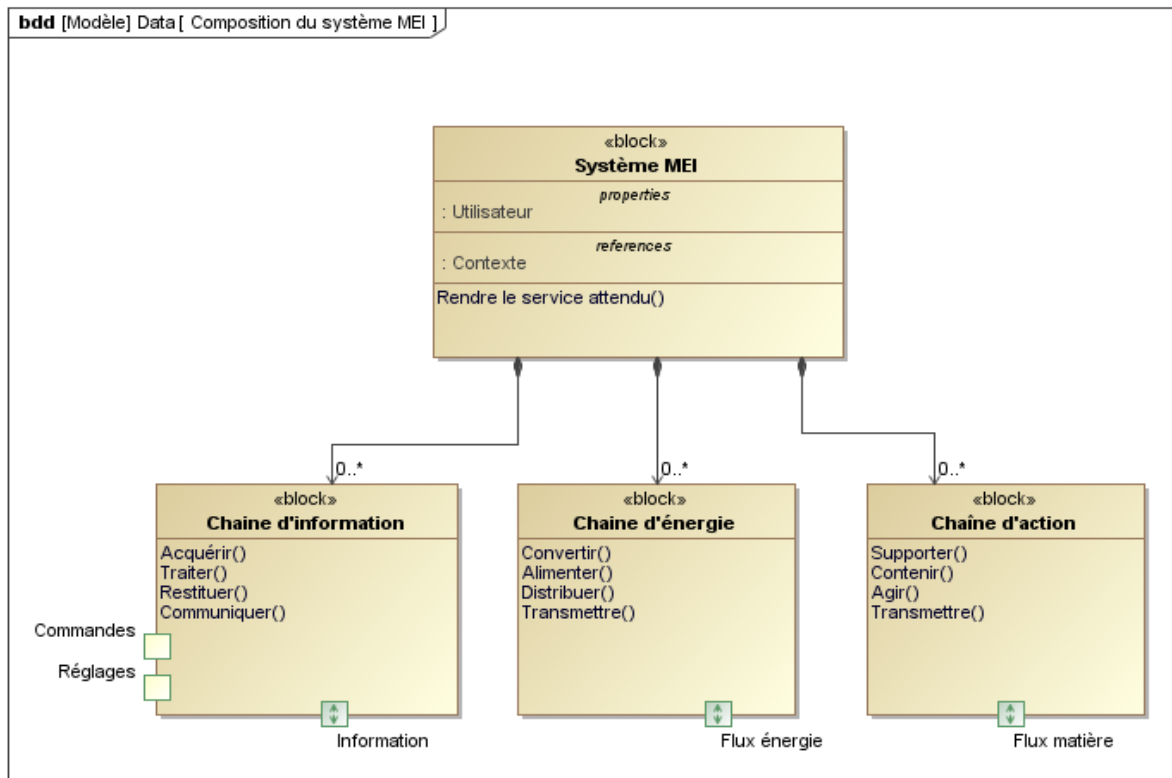 bdd [Modèle] Data [ Composition du système MEI ]
«block»
Système MEI
properties
: Utilisateur
references
: Contexte
Rendre le service attendu()
0..*
0..*
0..*
«block»
Chaine d'information
Acquérir()
Traiter()
Restituer()
Communiquer()
Commandes
Réglages
Information
«block»
Chaine d'énergie
Convertir()
Alimenter()
Distribuer()
Transmettre()
Flux énergie
«block»
Chaîne d'action
Supporter()
Contenir()
Agir()
Transmettre()
Flux matière